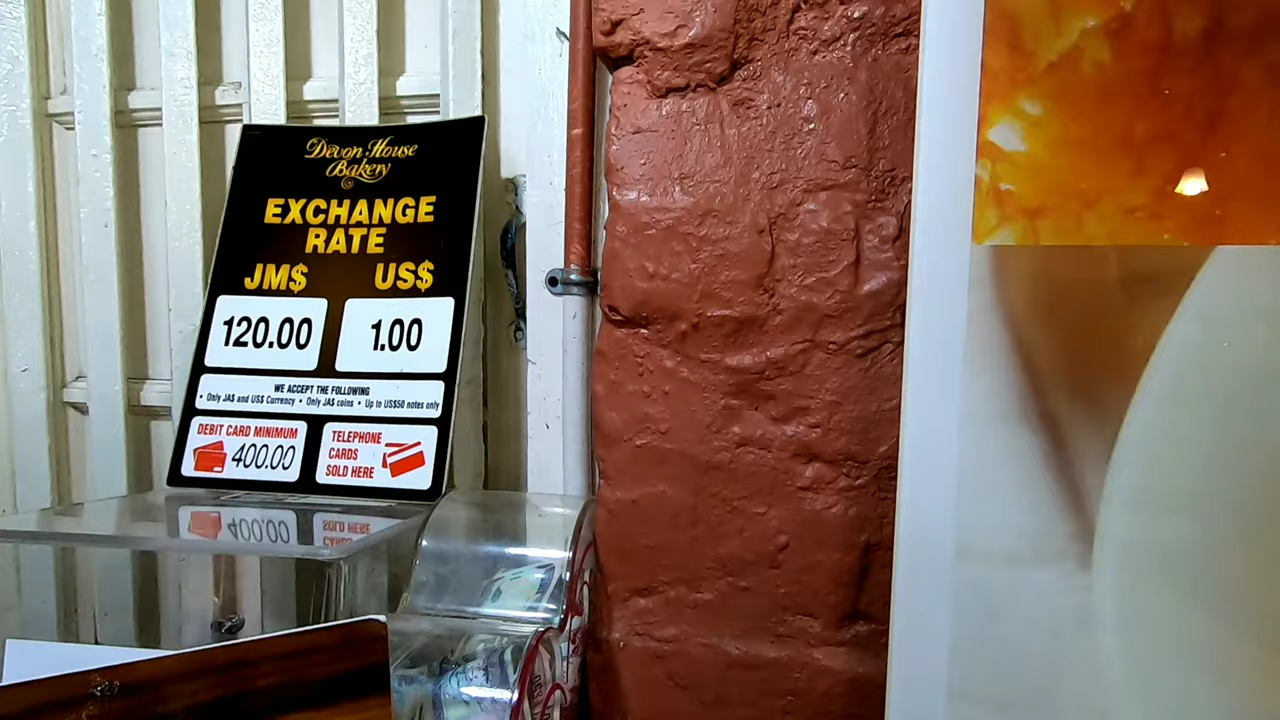 Devon House
Bakery
EXCHANGE
RATE
JM$ US$
120.00 1.00
WE ACCEPT THE FOLLOWING
• Only JA$ and US$ Currency • Only JA$ coins • Up to US$50 notes only
DEBIT CARD MINIMUM
400.00
TELEPHONE
CARDS
SOLD HERE